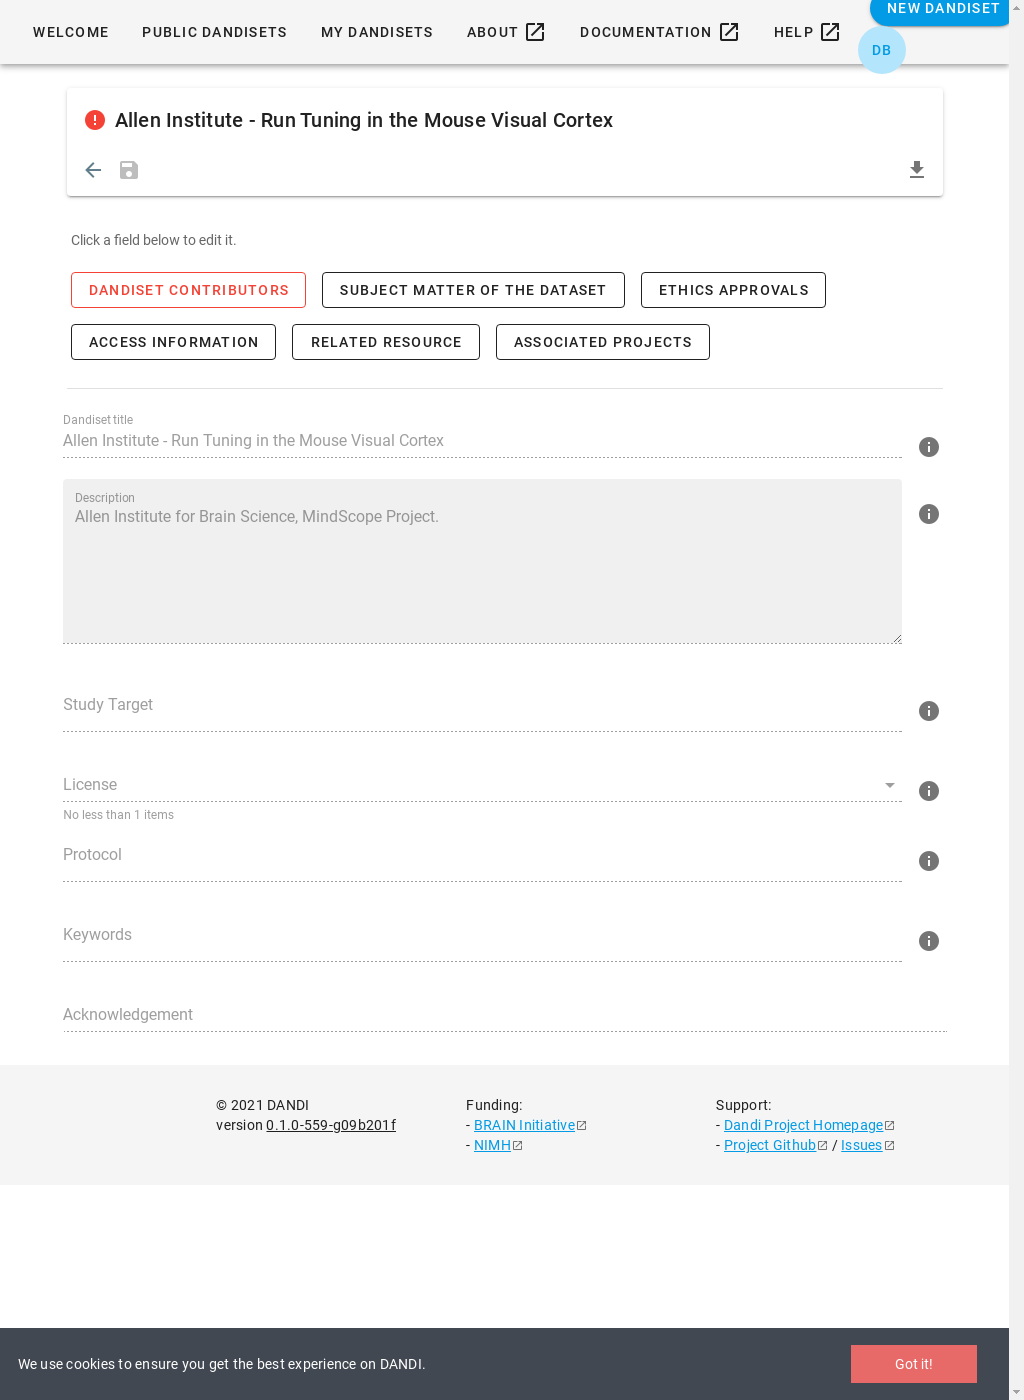 WELCOME
PUBLIC DANDISETS
MY DANDISETS
ABOUT
DOCUMENTATION
HELP
NEW DANDISET
DB
Allen Institute - Run Tuning in the Mouse Visual Cortex
Click a field below to edit it.
DANDISET CONTRIBUTORS
SUBJECT MATTER OF THE DATASET
ETHICS APPROVALS
ACCESS INFORMATION
RELATED RESOURCE
ASSOCIATED PROJECTS
Dandiset title
Allen Institute - Run Tuning in the Mouse Visual Cortex
Description
Allen Institute for Brain Science, MindScope Project.
Study Target
License
No less than 1 items
Protocol
Keywords
Acknowledgement
© 2021 DANDI
version 0.1.0-559-g09b201f
Funding:
- BRAIN Initiative
- NIMH
Support:
- Dandi Project Homepage
- Project Github / Issues
We use cookies to ensure you get the best experience on DANDI.
Got it!